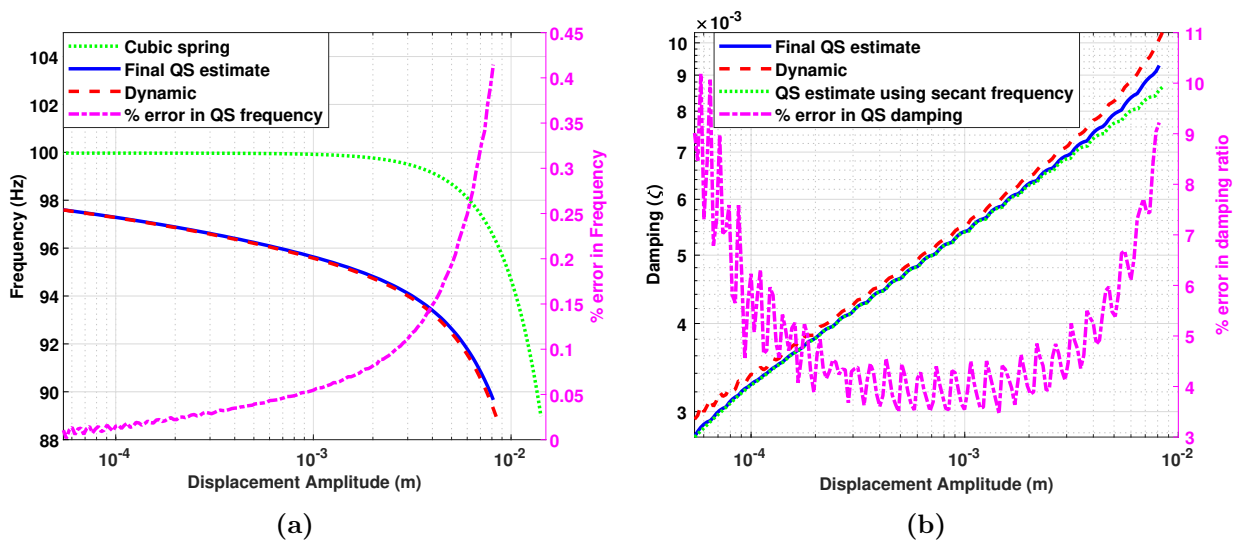 105
104
102
100
98
96
94
92
90
88
Frequency (Hz)
Cubic spring
Final QS estimate
Dynamic
% error in QS frequency
0.45
0.4
0.35
0.3
0.25
0.2
0.15
0.1
0.05
0
% error in Frequency
10-4
10-3
10-2
Displacement Amplitude (m)
(a)
×10-3
10
9
8
7
6
5
4
3
Damping (ζ)
Final QS estimate
Dynamic
QS estimate using secant frequency
% error in QS damping
11
10
9
8
7
6
5
4
3
% error in damping ratio
10-4
10-3
10-2
Displacement Amplitude (m)
(b)